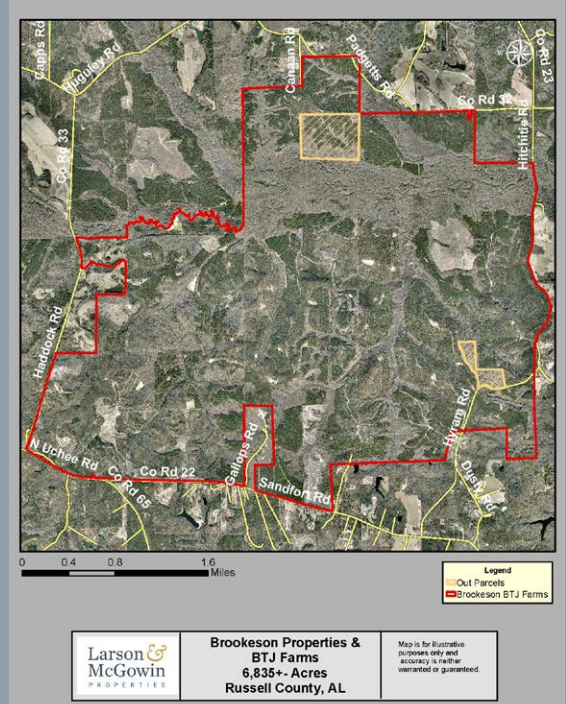 Capps Rd
Huguley Rd
Canaan Rd
Padgetts Rd
Co Rd 23
Co Rd 33
Co Rd 32
Hitchitie Rd
Haddock Rd
N Uchee Rd
Co Rd 65
Co Rd 22
Gallops Rd
Sandfort Rd
Hyram Rd
Dusty Rd
0 0.4 0.8 1.6
Miles
Legend
Out Parcels
Brookeson BTJ Farms
Larson &
McGowin
PROPERTIES
Brookeson Properties &
BTJ Farms
6,835+- Acres
Russell County, AL
Map is for illustrative
purposes only and
accuracy is neither
warranted or guaranteed.